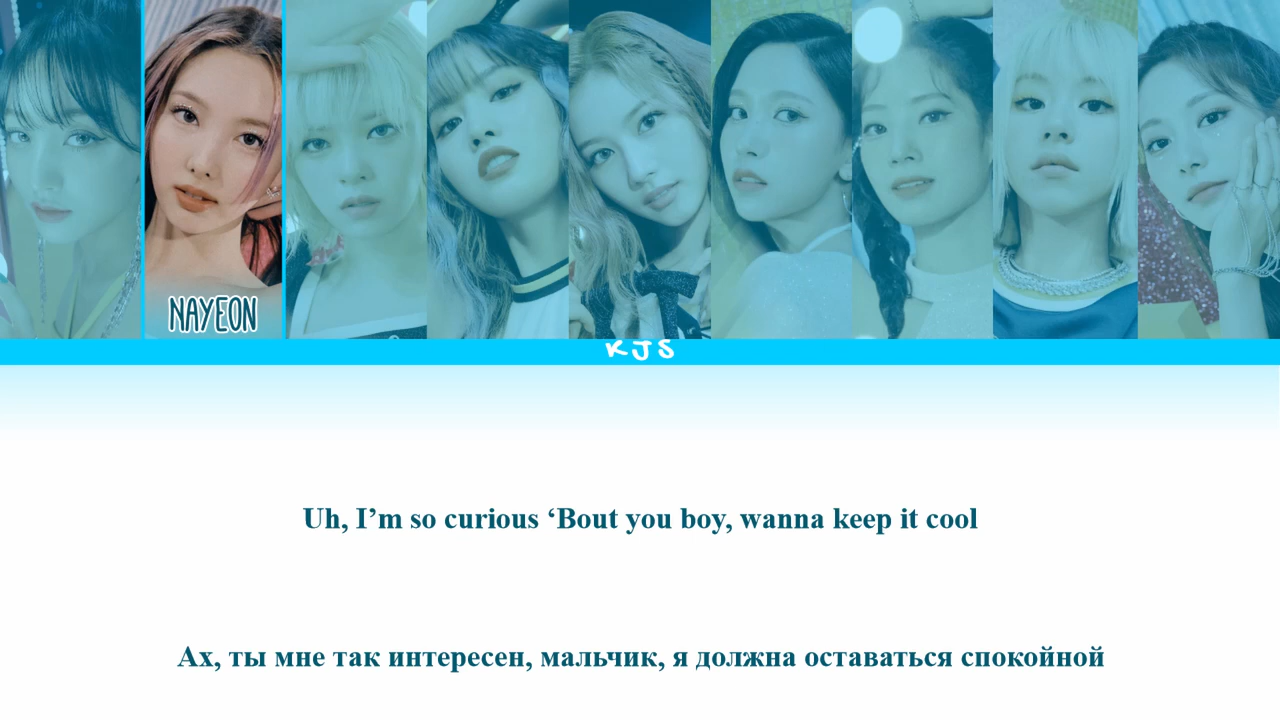 NAYEON
KJS
Uh, I’m so curious ‘Bout you boy, wanna keep it cool
Ах, ты мне так интересен, мальчик, я должна оставаться спокойной